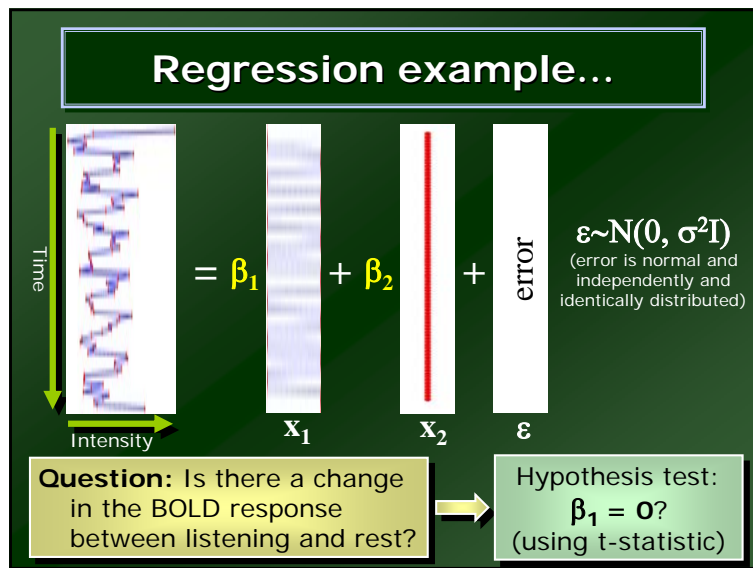 Regression example...
Time
Intensity
= β₁ + β₂ +
error
x₁
x₂
ε
ε~N(0, σ²I)
(error is normal and
independently and
identically distributed)
Question: Is there a change
in the BOLD response
between listening and rest?
Hypothesis test:
β₁ = 0?
(using t-statistic)